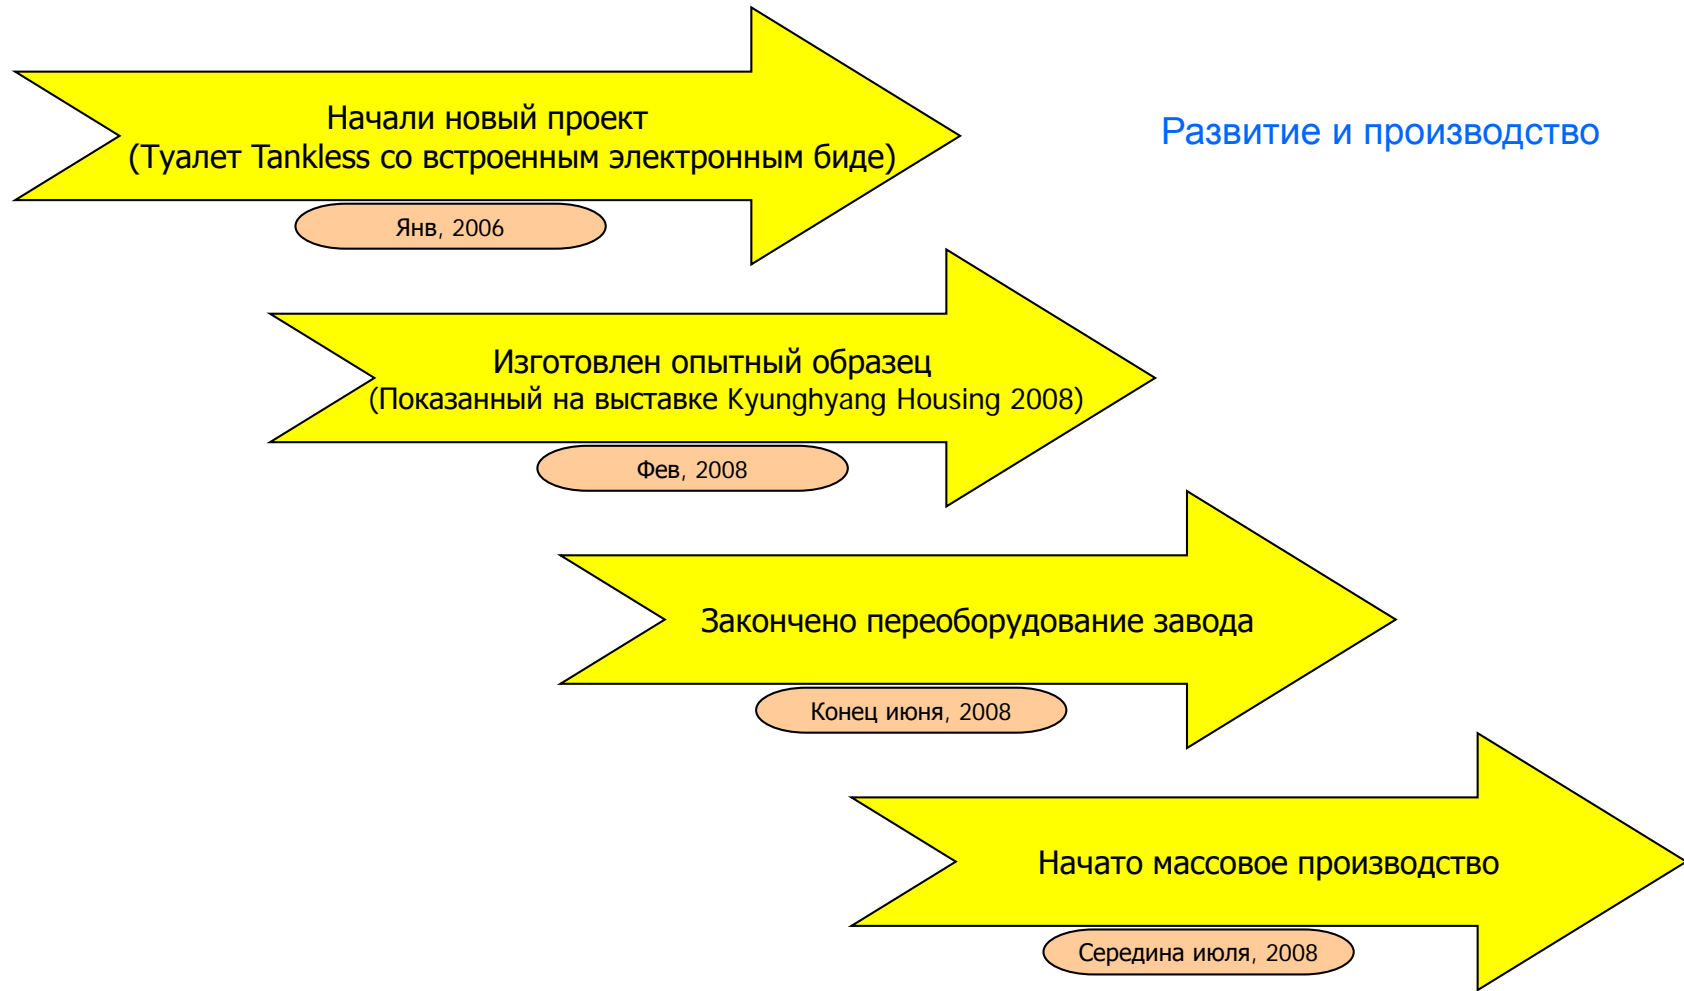 Начали новый проект
(Туалет Tankless со встроенным электронным биде)
Развитие и производство
Янв, 2006
Изготовлен опытный образец
(Показанный на выставке Kyunghyang Housing 2008)
Фев, 2008
Закончено переоборудование завода
Конец июня, 2008
Начато массовое производство
Середина июля, 2008